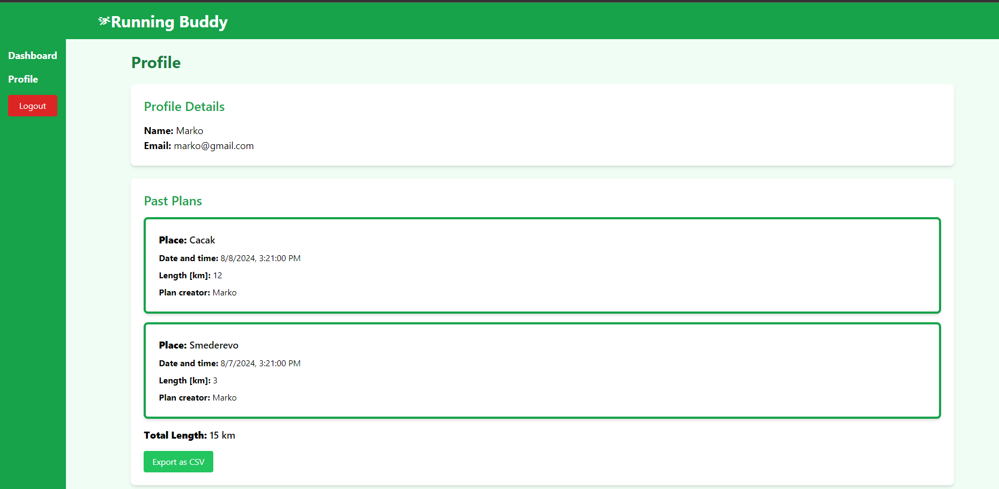 Running Buddy
Dashboard
Profile
Logout
Profile
Profile Details
Name: Marko
Email: marko@gmail.com
Past Plans
Place: Cacak
Date and time: 8/8/2024, 3:21:00 PM
Length [km]: 12
Plan creator: Marko
Place: Smederevo
Date and time: 8/7/2024, 3:21:00 PM
Length [km]: 3
Plan creator: Marko
Total Length: 15 km
Export as CSV